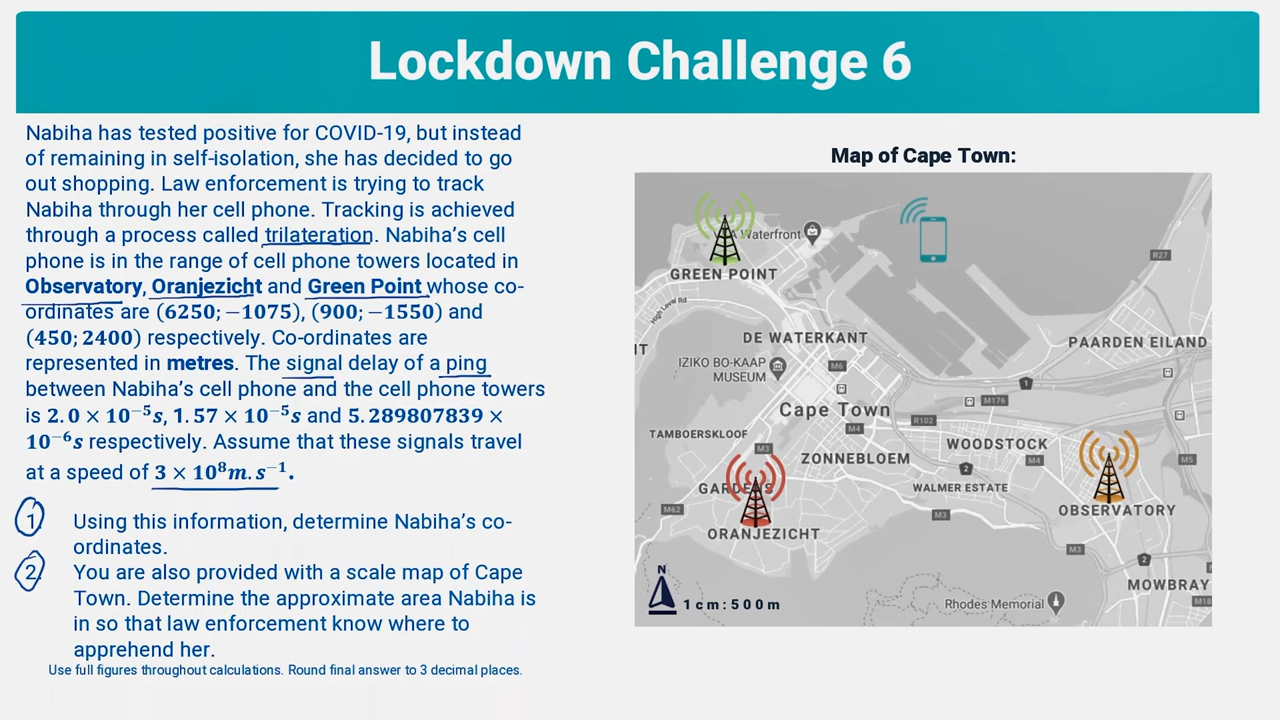 Lockdown Challenge 6
Nabiha has tested positive for COVID-19, but instead
of remaining in self-isolation, she has decided to go
out shopping. Law enforcement is trying to track
Nabiha through her cell phone. Tracking is achieved
through a process called trilateration. Nabiha's cell
phone is in the range of cell phone towers located in
Observatory, Oranjezicht and Green Point whose co-
ordinates are (6250; −1075), (900; −1550) and
(450; 2400) respectively. Co-ordinates are
represented in metres. The signal delay of a ping
between Nabiha's cell phone and the cell phone towers
is 2.0 × 10⁻⁵s, 1.57 × 10⁻⁵s and 5.289807839 ×
10⁻⁶s respectively. Assume that these signals travel
at a speed of 3 × 10⁸m.s⁻¹.
1 Using this information, determine Nabiha's co-
ordinates.
2 You are also provided with a scale map of Cape
Town. Determine the approximate area Nabiha is
in so that law enforcement know where to
apprehend her.
Use full figures throughout calculations. Round final answer to 3 decimal places.
Map of Cape Town:
A Waterfront
GREEN POINT
R27
High Level Rd
DE WATERKANT
PAARDEN EILAND
IT
IZIKO BO-KAAP
MUSEUM
M6
1
M176
Cape Town
R102
M4
TAMBOERSKLOOF
M3
ZONNEBLOEM
WOODSTOCK
M4
M5
2
GARDENS
WALMER ESTATE
M62
ORANJEZICHT
M3
OBSERVATORY
M3
2
MOWBRAY
N
1cm:500m
Rhodes Memorial
M18